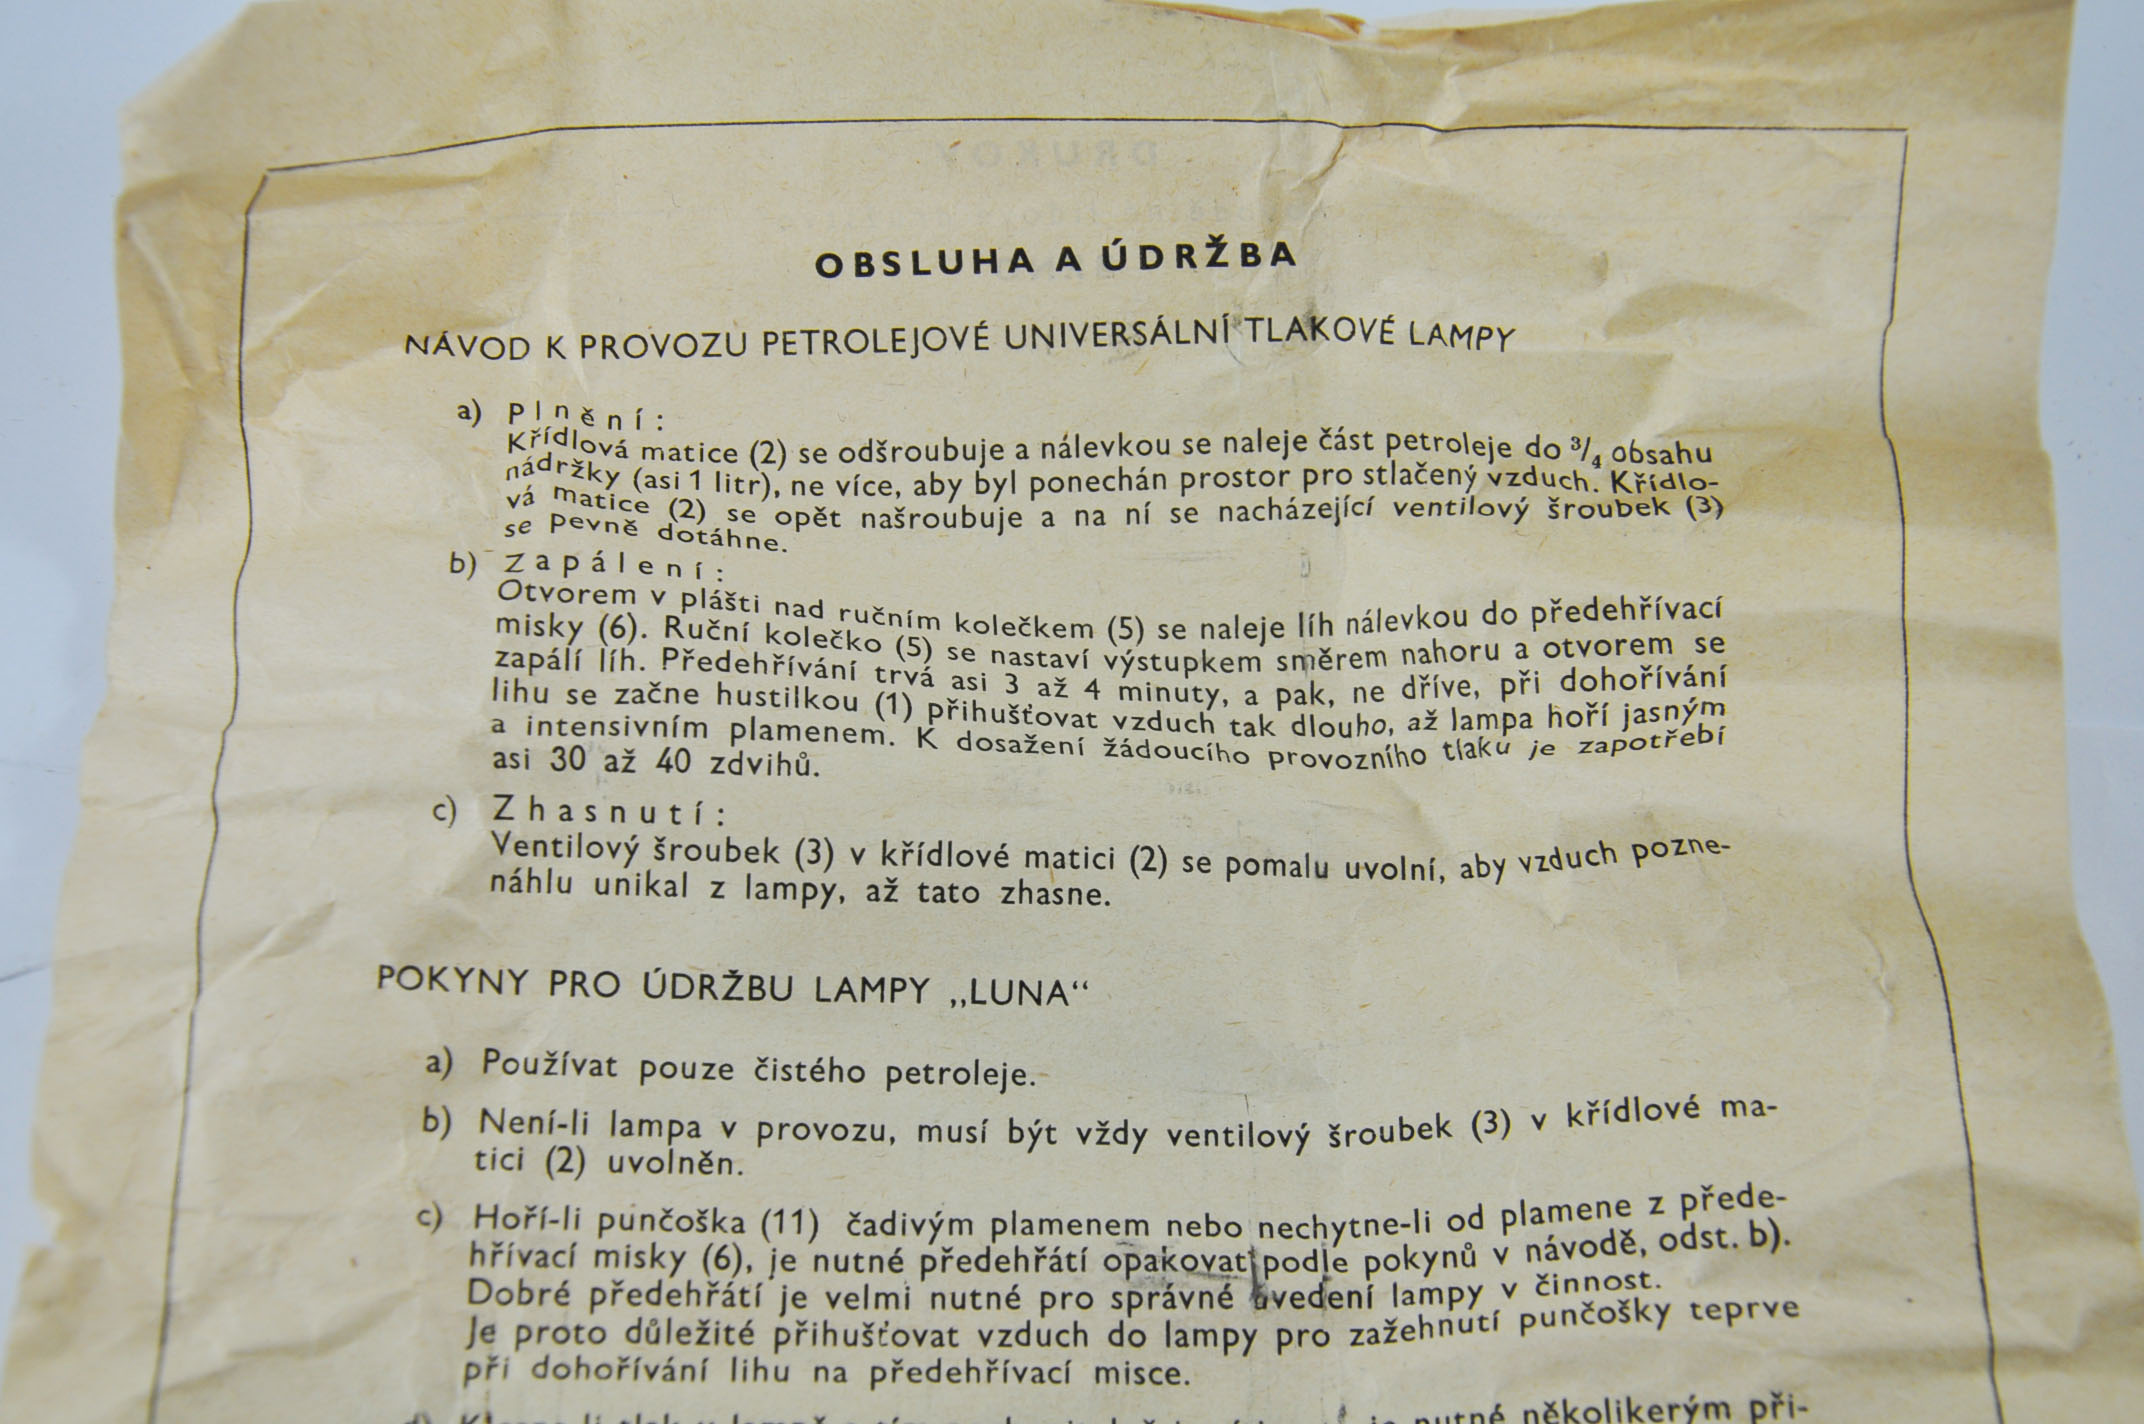 OBSLUHA A ÚDRŽBA
NÁVOD K PROVOZU PETROLEJOVÉ UNIVERSÁLNÍ TLAKOVÉ LAMPY
a) Plnění:
Křídlová matice (2) se odšroubuje a nálevkou se naleje část petroleje do 3/4 obsahu
nádržky (asi 1 litr), ne více, aby byl ponechán prostor pro stlačený vzduch. Křídlo-
vá matice (2) se opět našroubuje a na ní se nacházející ventilový šroubek (3)
se pevně dotáhne.
b) Zapálení:
Otvorem v plášti nad ručním kolečkem (5) se naleje líh nálevkou do předehřívací
misky (6). Ruční kolečko (5) se nastaví výstupkem směrem nahoru a otvorem se
zapálí líh. Předehřívání trvá asi 3 až 4 minuty, a pak, ne dříve, při dohořívání
lihu se začne hustilkou (1) přihušťovat vzduch tak dlouho, až lampa hoří jasným
a intensivním plamenem. K dosažení žádoucího provozního tlaku je zapotřebí
asi 30 až 40 zdvihů.
c) Zhasnutí:
Ventilový šroubek (3) v křídlové matici (2) se pomalu uvolní, aby vzduch pozne-
náhlu unikal z lampy, až tato zhasne.
POKYNY PRO ÚDRŽBU LAMPY „LUNA“
a) Používat pouze čistého petroleje.
b) Není-li lampa v provozu, musí být vždy ventilový šroubek (3) v křídlové ma-
tici (2) uvolněn.
c) Hoří-li punčoška (11) čadivým plamenem nebo nechytne-li od plamene z přede-
hřívací misky (6), je nutné předehřátí opakovat podle pokynů v návodě, odst. b).
Dobré předehřátí je velmi nutné pro správné uvedení lampy v činnost.
Je proto důležité přihušťovat vzduch do lampy pro zažehnutí punčošky teprve
při dohořívání lihu na předehřívací misce.
je nutné několikerým při-